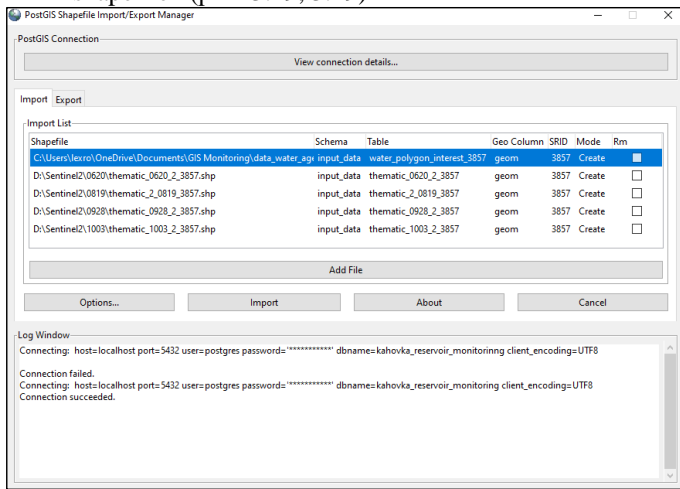 PostGIS Shapefile Import/Export Manager
PostGIS Connection
View connection details...
Import Export
Import List
Shapefile Schema Table Geo Column SRID Mode Rm
C:\Users\lexro\OneDrive\Documents\GIS Monitoring\data_water_age input_data water_polygon_interest_3857 geom 3857 Create
D:\Sentinel2\0620\thematic_0620_2_3857.shp input_data thematic_0620_2_3857 geom 3857 Create
D:\Sentinel2\0819\thematic_2_0819_3857.shp input_data thematic_2_0819_3857 geom 3857 Create
D:\Sentinel2\0928\thematic_0928_2_3857.shp input_data thematic_0928_2_3857 geom 3857 Create
D:\Sentinel2\1003\thematic_1003_2_3857.shp input_data thematic_1003_2_3857 geom 3857 Create
Add File
Options... Import About Cancel
Log Window
Connecting: host=localhost port=5432 user=postgres password='***********' dbname=kahovka_reservoir_monitorinng client_encoding=UTF8
Connection failed.
Connecting: host=localhost port=5432 user=postgres password='***********' dbname=kahovka_reservoir_monitoring client_encoding=UTF8
Connection succeeded.